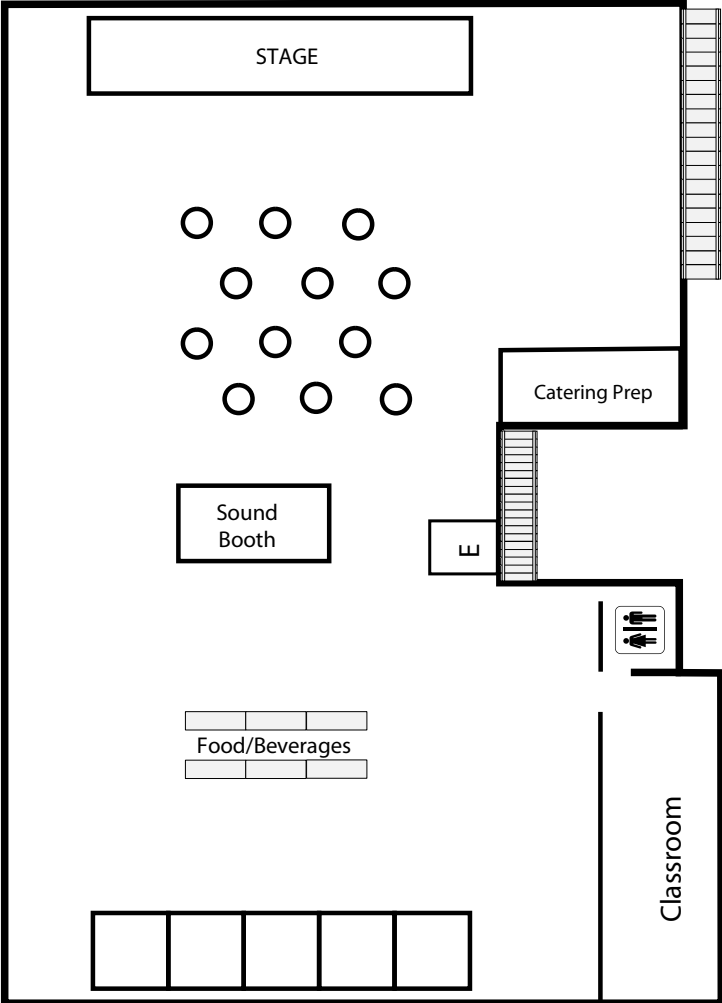 STAGE
Catering Prep
Sound
Booth
E
Food/Beverages
Classroom